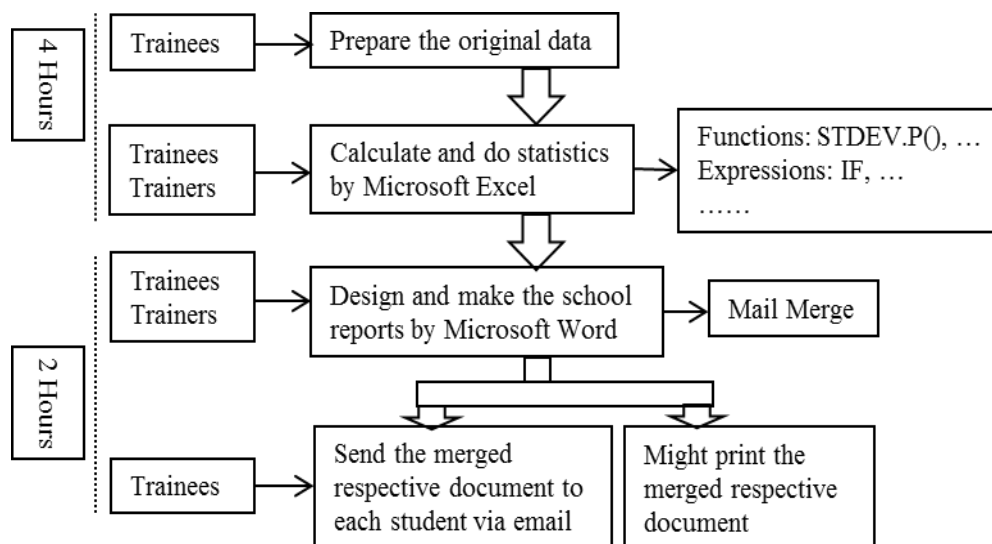 4 Hours
Trainees
Prepare the original data
Trainees
Trainers
Calculate and do statistics
by Microsoft Excel
Functions: STDEV.P(), …
Expressions: IF, …
……
2 Hours
Trainees
Trainers
Design and make the school
reports by Microsoft Word
Mail Merge
Trainees
Send the merged
respective document to
each student via email
Might print the
merged respective
document